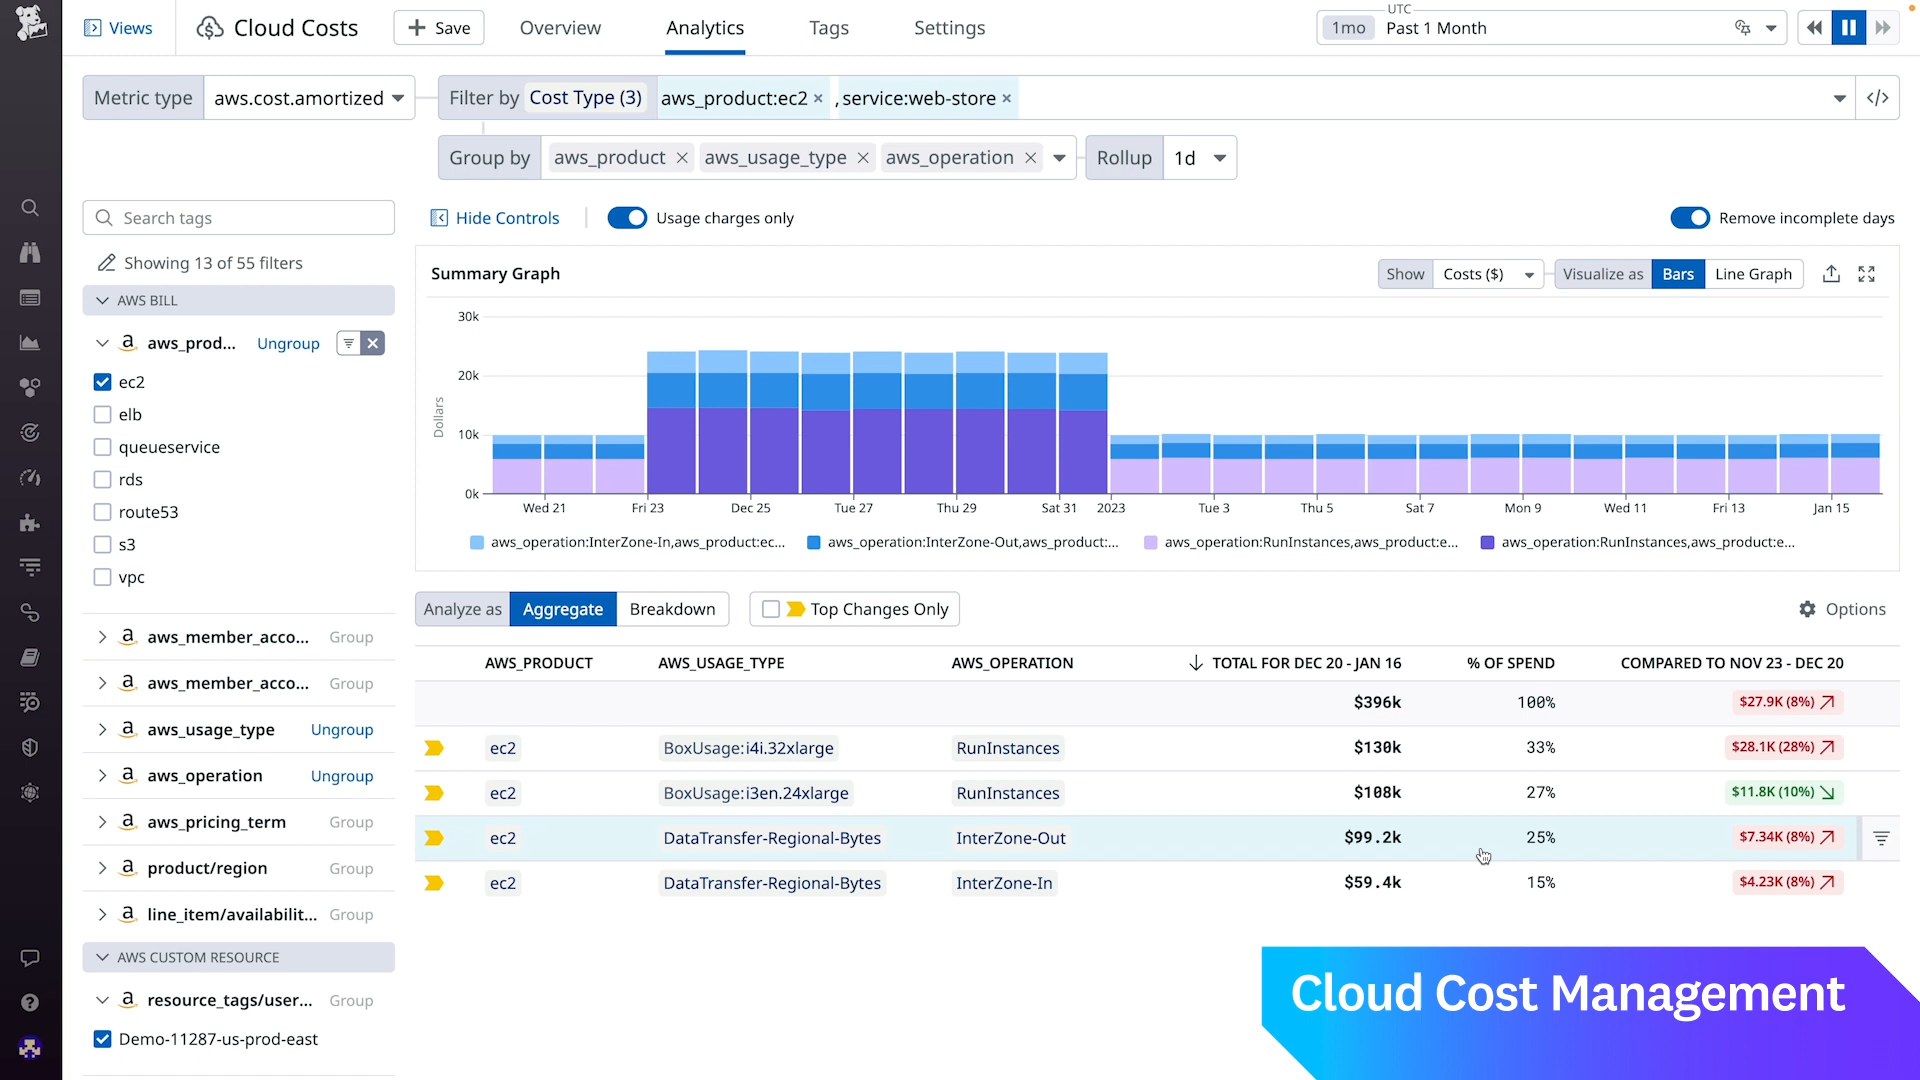 Views
Cloud Costs
+ Save
Overview
Analytics
Tags
Settings
UTC
1mo Past 1 Month
Metric type aws.cost.amortized
Filter by Cost Type (3) aws_product:ec2 × , service:web-store ×
</>
Group by aws_product × aws_usage_type × aws_operation ×
Rollup 1d
Search tags
Hide Controls
Usage charges only
Remove incomplete days
Showing 13 of 55 filters
AWS BILL
aws_prod... Ungroup
ec2
elb
queueservice
rds
route53
s3
vpc
aws_member_acco... Group
aws_member_acco... Group
aws_usage_type Ungroup
aws_operation Ungroup
aws_pricing_term Group
product/region Group
line_item/availabilit... Group
AWS CUSTOM RESOURCE
resource_tags/user... Group
Demo-11287-us-prod-east
Summary Graph
Show Costs ($)
Visualize as Bars Line Graph
Dollars
30k
20k
10k
0k
Wed 21 Fri 23 Dec 25 Tue 27 Thu 29 Sat 31 2023 Tue 3 Thu 5 Sat 7 Mon 9 Wed 11 Fri 13 Jan 15
aws_operation:InterZone-In,aws_product:ec...
aws_operation:InterZone-Out,aws_product:...
aws_operation:RunInstances,aws_product:e...
aws_operation:RunInstances,aws_product:e...
Analyze as Aggregate Breakdown
Top Changes Only
Options
AWS_PRODUCT AWS_USAGE_TYPE AWS_OPERATION TOTAL FOR DEC 20 - JAN 16 % OF SPEND COMPARED TO NOV 23 - DEC 20
$396k 100% $27.9K (8%)
ec2 BoxUsage:i4i.32xlarge RunInstances $130k 33% $28.1K (28%)
ec2 BoxUsage:i3en.24xlarge RunInstances $108k 27% $11.8K (10%)
ec2 DataTransfer-Regional-Bytes InterZone-Out $99.2k 25% $7.34K (8%)
ec2 DataTransfer-Regional-Bytes InterZone-In $59.4k 15% $4.23K (8%)
Cloud Cost Management